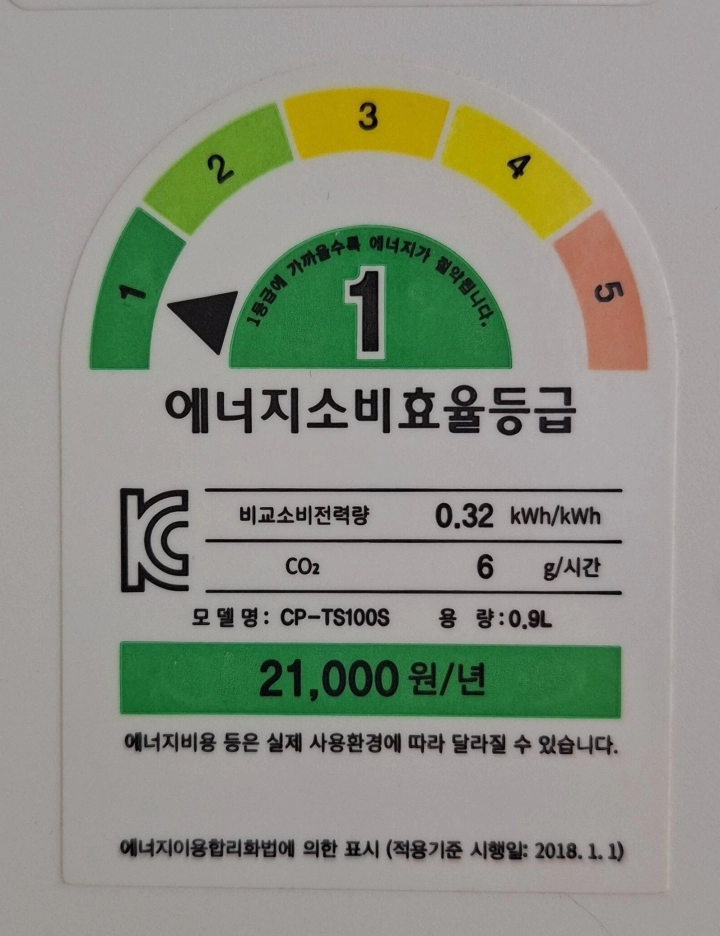 1
2
3
4
5
1등급에 가까울수록 에너지가 절약됩니다.
1
에너지소비효율등급
KC
비교소비전력량 0.32 kWh/kWh
CO₂ 6 g/시간
모델명: CP-TS100S 용 량:0.9L
21,000원/년
에너지비용 등은 실제 사용환경에 따라 달라질 수 있습니다.
에너지이용합리화법에 의한 표시 (적용기준 시행일: 2018. 1. 1)